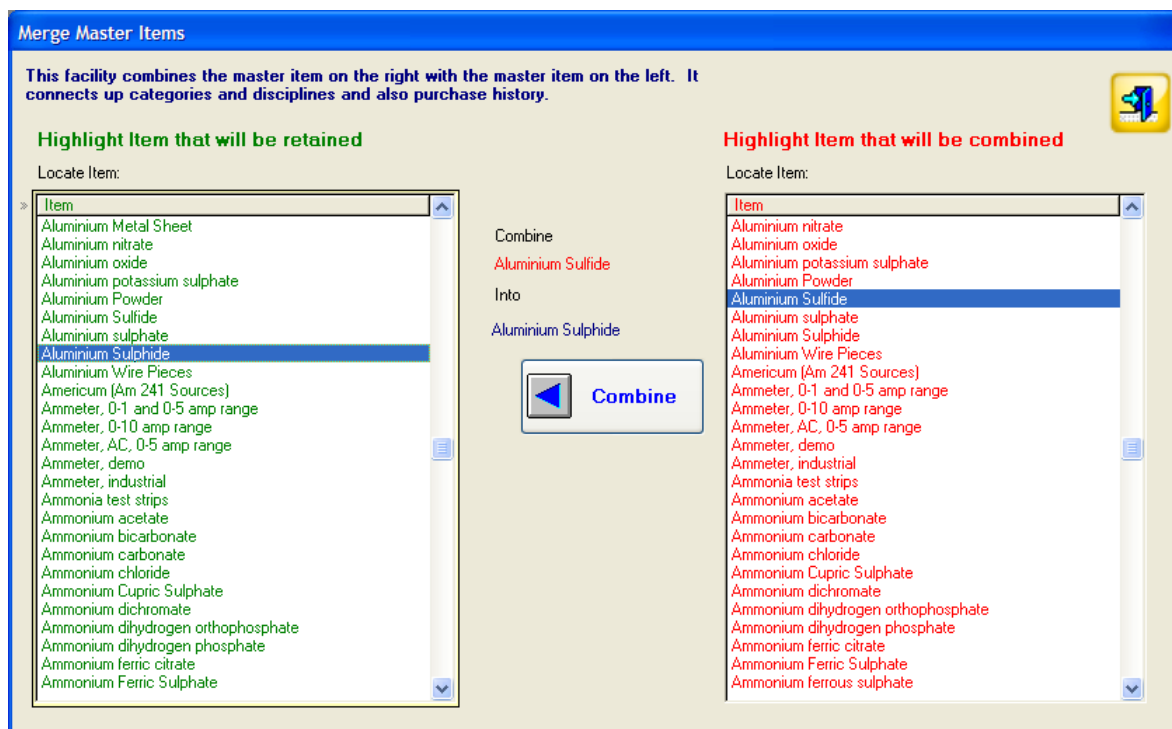 Merge Master Items
This facility combines the master item on the right with the master item on the left. It
connects up categories and disciplines and also purchase history.
Highlight Item that will be retained
Locate Item:
» Item
Aluminium Metal Sheet
Aluminium nitrate
Aluminium oxide
Aluminium potassium sulphate
Aluminium Powder
Aluminium Sulfide
Aluminium sulphate
Aluminium Sulphide
Aluminium Wire Pieces
Americum (Am 241 Sources)
Ammeter, 0-1 and 0-5 amp range
Ammeter, 0-10 amp range
Ammeter, AC, 0-5 amp range
Ammeter, demo
Ammeter, industrial
Ammonia test strips
Ammonium acetate
Ammonium bicarbonate
Ammonium carbonate
Ammonium chloride
Ammonium Cupric Sulphate
Ammonium dichromate
Ammonium dihydrogen orthophosphate
Ammonium dihydrogen phosphate
Ammonium ferric citrate
Ammonium Ferric Sulphate
Combine
Aluminium Sulfide
Into
Aluminium Sulphide
Combine
Highlight Item that will be combined
Locate Item:
Item
Aluminium nitrate
Aluminium oxide
Aluminium potassium sulphate
Aluminium Powder
Aluminium Sulfide
Aluminium sulphate
Aluminium Sulphide
Aluminium Wire Pieces
Americum (Am 241 Sources)
Ammeter, 0-1 and 0-5 amp range
Ammeter, 0-10 amp range
Ammeter, AC, 0-5 amp range
Ammeter, demo
Ammeter, industrial
Ammonia test strips
Ammonium acetate
Ammonium bicarbonate
Ammonium carbonate
Ammonium chloride
Ammonium Cupric Sulphate
Ammonium dichromate
Ammonium dihydrogen orthophosphate
Ammonium dihydrogen phosphate
Ammonium ferric citrate
Ammonium Ferric Sulphate
Ammonium ferrous sulphate